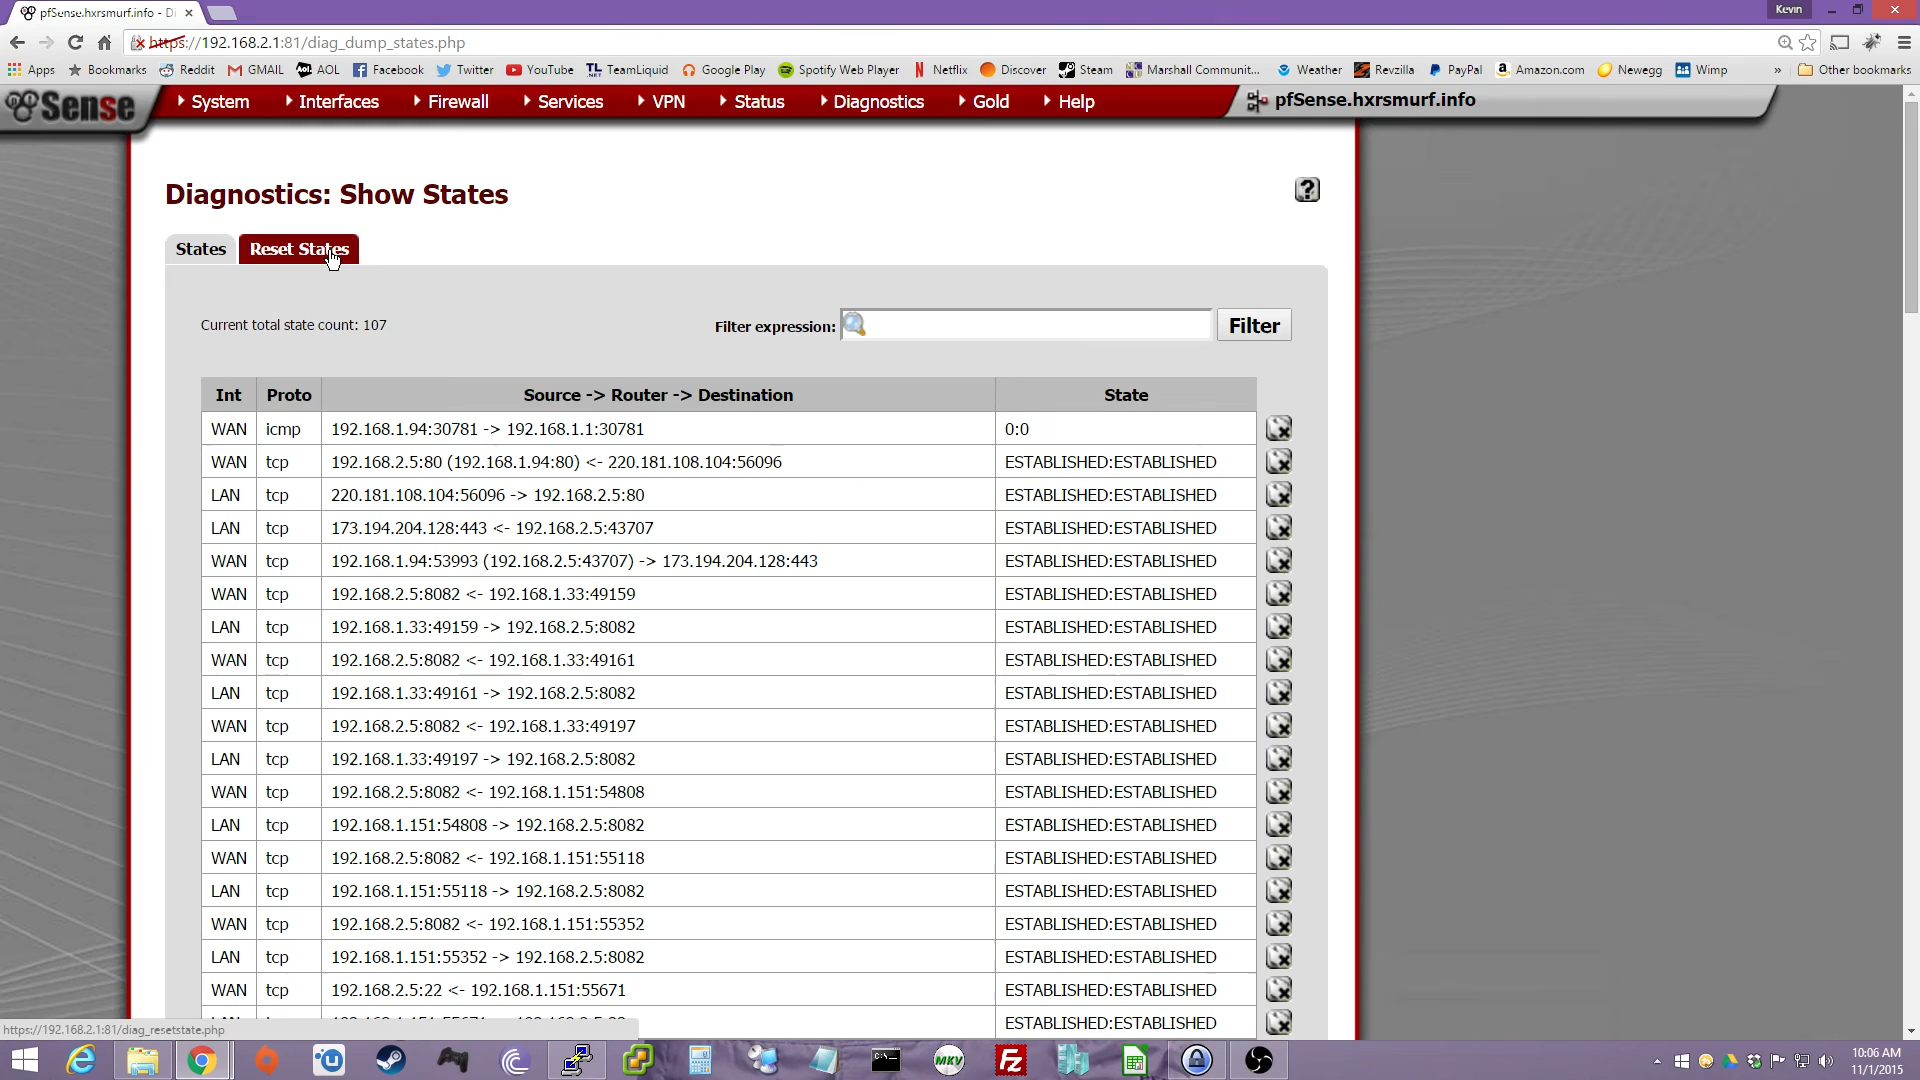 pfSense.hxrsmurf.info - Di
Kevin
https://192.168.2.1:81/diag_dump_states.php
Apps Bookmarks Reddit GMAIL AOL Facebook Twitter YouTube TeamLiquid Google Play Spotify Web Player Netflix Discover Steam Marshall Communit... Weather Revzilla PayPal Amazon.com Newegg Wimp » Other bookmarks
Sense System Interfaces Firewall Services VPN Status Diagnostics Gold Help pfSense.hxrsmurf.info
Diagnostics: Show States
States Reset States
Current total state count: 107 Filter expression: Filter
Int Proto Source -> Router -> Destination State
WAN icmp 192.168.1.94:30781 -> 192.168.1.1:30781 0:0
WAN tcp 192.168.2.5:80 (192.168.1.94:80) <- 220.181.108.104:56096 ESTABLISHED:ESTABLISHED
LAN tcp 220.181.108.104:56096 -> 192.168.2.5:80 ESTABLISHED:ESTABLISHED
LAN tcp 173.194.204.128:443 <- 192.168.2.5:43707 ESTABLISHED:ESTABLISHED
WAN tcp 192.168.1.94:53993 (192.168.2.5:43707) -> 173.194.204.128:443 ESTABLISHED:ESTABLISHED
WAN tcp 192.168.2.5:8082 <- 192.168.1.33:49159 ESTABLISHED:ESTABLISHED
LAN tcp 192.168.1.33:49159 -> 192.168.2.5:8082 ESTABLISHED:ESTABLISHED
WAN tcp 192.168.2.5:8082 <- 192.168.1.33:49161 ESTABLISHED:ESTABLISHED
LAN tcp 192.168.1.33:49161 -> 192.168.2.5:8082 ESTABLISHED:ESTABLISHED
WAN tcp 192.168.2.5:8082 <- 192.168.1.33:49197 ESTABLISHED:ESTABLISHED
LAN tcp 192.168.1.33:49197 -> 192.168.2.5:8082 ESTABLISHED:ESTABLISHED
WAN tcp 192.168.2.5:8082 <- 192.168.1.151:54808 ESTABLISHED:ESTABLISHED
LAN tcp 192.168.1.151:54808 -> 192.168.2.5:8082 ESTABLISHED:ESTABLISHED
WAN tcp 192.168.2.5:8082 <- 192.168.1.151:55118 ESTABLISHED:ESTABLISHED
LAN tcp 192.168.1.151:55118 -> 192.168.2.5:8082 ESTABLISHED:ESTABLISHED
WAN tcp 192.168.2.5:8082 <- 192.168.1.151:55352 ESTABLISHED:ESTABLISHED
LAN tcp 192.168.1.151:55352 -> 192.168.2.5:8082 ESTABLISHED:ESTABLISHED
WAN tcp 192.168.2.5:22 <- 192.168.1.151:55671 ESTABLISHED:ESTABLISHED
ESTABLISHED:ESTABLISHED
https://192.168.2.1:81/diag_resetstate.php
MKV
FZ
10:06 AM
11/1/2015